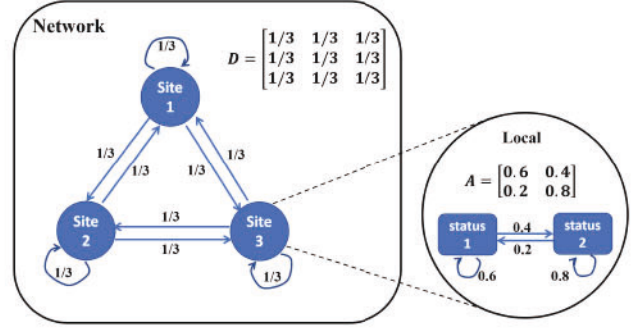 Network
1/3
D = [1/3 1/3 1/3
1/3 1/3 1/3
1/3 1/3 1/3]
Site
1
1/3
1/3
1/3
1/3
Site
2
1/3
1/3
Site
3
1/3
1/3
Local
A = [0.6 0.4
0.2 0.8]
status
1
0.4
0.2
status
2
0.6
0.8